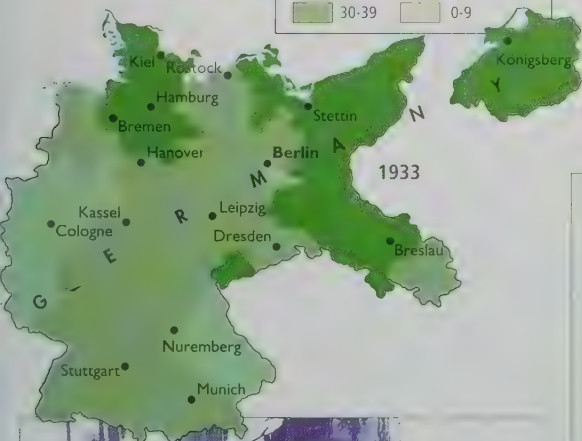 30-39 0-9
Kiel
Rostock
Königsberg
Hamburg
Stettin
Bremen
Hanover
Berlin
1933
Kassel
Leipzig
Cologne
Dresden
Breslau
GERMANY
Nuremberg
Stuttgart
Munich